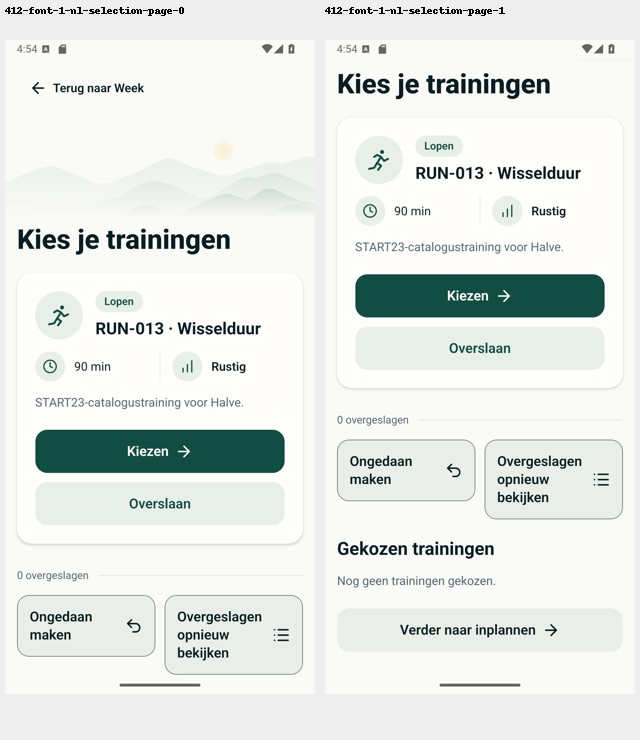 412-font-1-nl-selection-page-0
4:54
Terug naar Week
Kies je trainingen
Lopen
RUN-013 · Wisselduur
90 min
Rustig
START23-catalogustraining voor Halve.
Kiezen
Overslaan
0 overgeslagen
Ongedaan
maken
Overgeslagen
opnieuw
bekijken
412-font-1-nl-selection-page-1
4:54
Kies je trainingen
Lopen
RUN-013 · Wisselduur
90 min
Rustig
START23-catalogustraining voor Halve.
Kiezen
Overslaan
0 overgeslagen
Ongedaan
maken
Overgeslagen
opnieuw
bekijken
Gekozen trainingen
Nog geen trainingen gekozen.
Verder naar inplannen